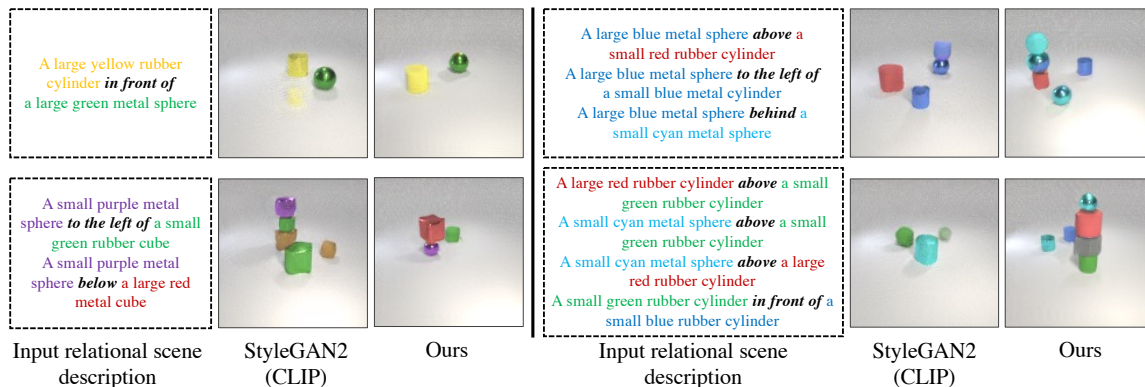 A large yellow rubber
cylinder in front of
a large green metal sphere
A small purple metal
sphere to the left of a small
green rubber cube
A small purple metal
sphere below a large red
metal cube
Input relational scene
description
StyleGAN2
(CLIP)
Ours
A large blue metal sphere above a
small red rubber cylinder
A large blue metal sphere to the left of
a small blue metal cylinder
A large blue metal sphere behind a
small cyan metal sphere
A large red rubber cylinder above a small
green rubber cylinder
A small cyan metal sphere above a small
green rubber cylinder
A small cyan metal sphere above a large
red rubber cylinder
A small green rubber cylinder in front of a
small blue rubber cylinder
Input relational scene
description
StyleGAN2
(CLIP)
Ours